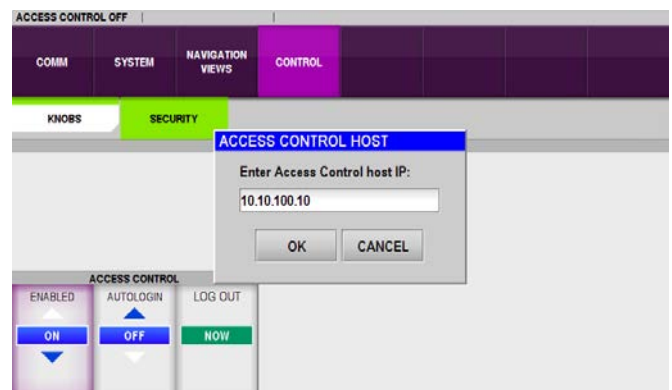 ACCESS CONTROL OFF
COMM SYSTEM NAVIGATION VIEWS CONTROL
KNOBS SECURITY
ACCESS CONTROL HOST
Enter Access Control host IP:
10.10.100.10
OK CANCEL
ACCESS CONTROL
ENABLED AUTOLOGIN LOG OUT
ON OFF NOW